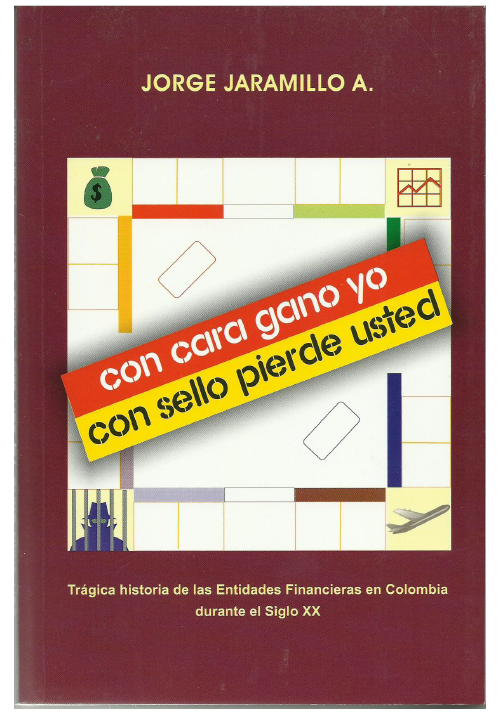 JORGE JARAMILLO A.
$
con cara gano yo
con sello pierde usted
Trágica historia de las Entidades Financieras en Colombia
durante el Siglo XX